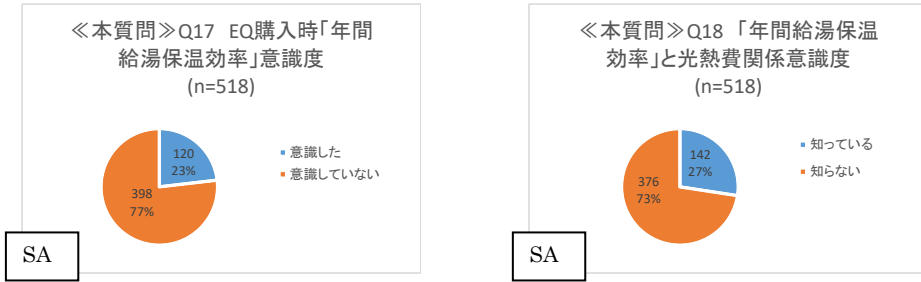 ≪本質問≫Q17 EQ購入時「年間
給湯保温効率」意識度
(n=518)
120
23%
398
77%
意識した
意識していない
SA
≪本質問≫Q18 「年間給湯保温
効率」と光熱費関係意識度
(n=518)
142
27%
376
73%
知っている
知らない
SA